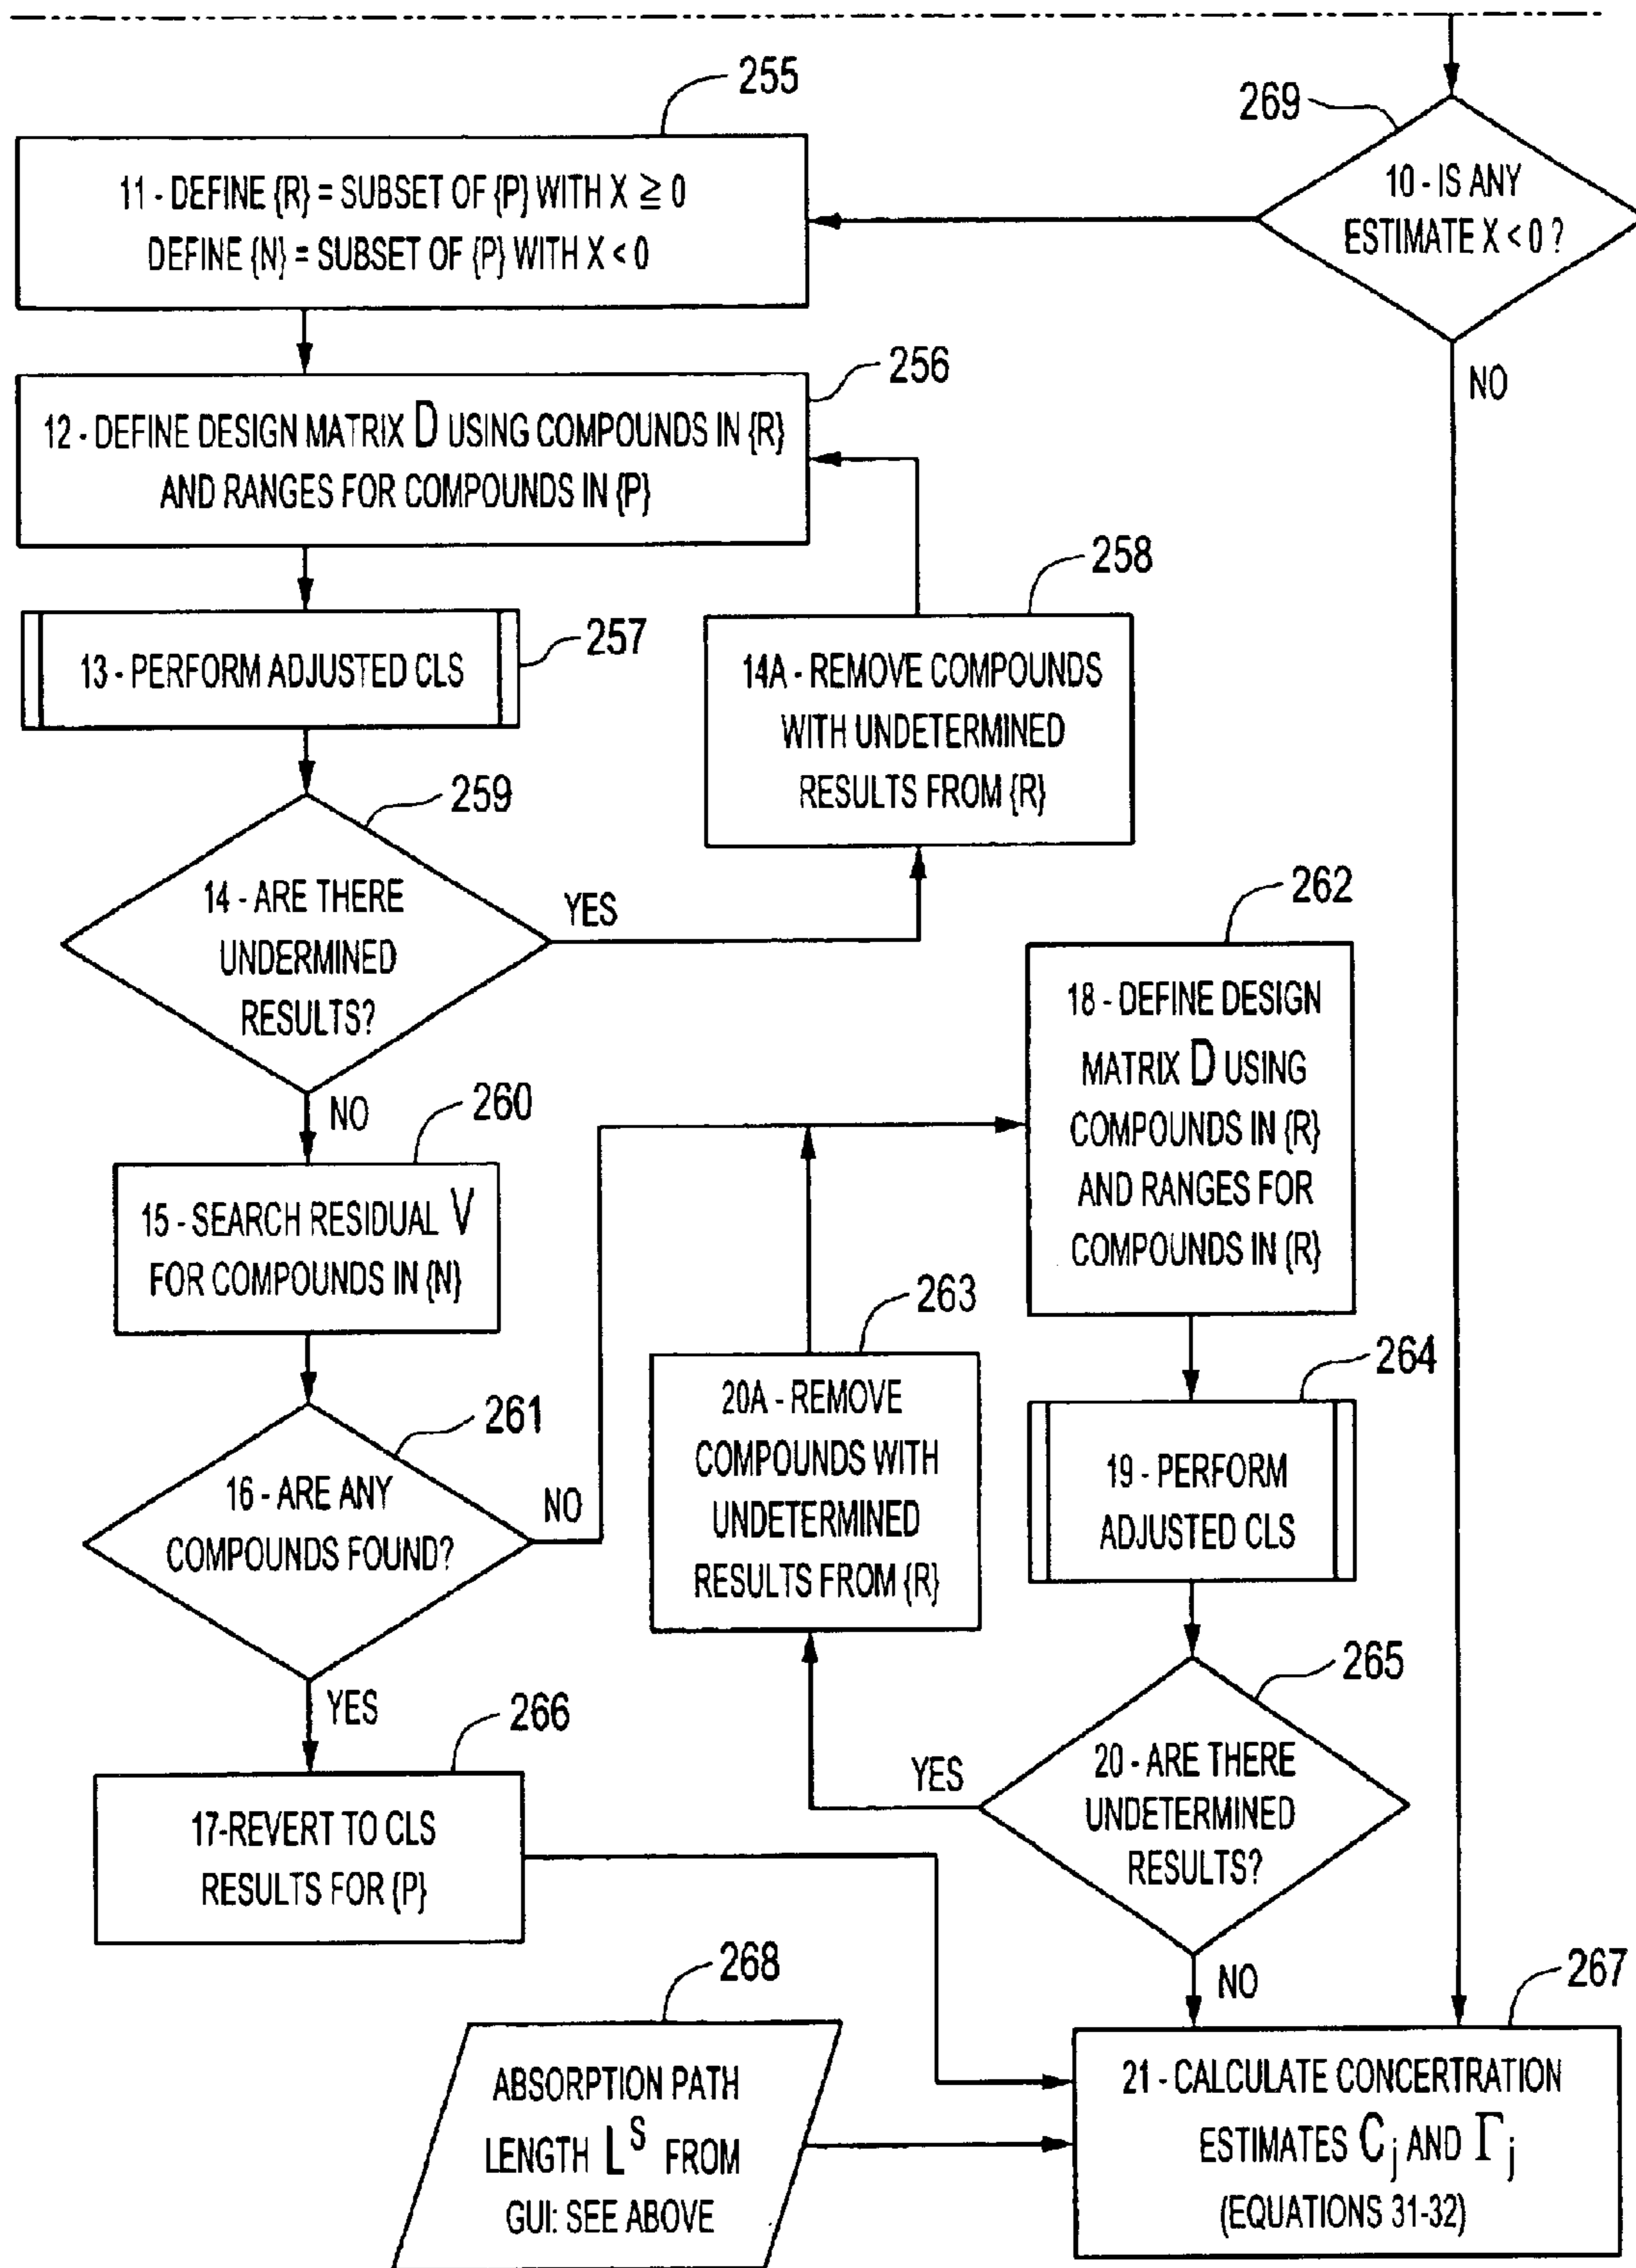 255
269
11 - DEFINE {R} = SUBSET OF {P} WITH X ≧ 0
DEFINE {N} = SUBSET OF {P} WITH X < 0
10 - IS ANY
ESTIMATE X < 0 ?
NO
256
12 - DEFINE DESIGN MATRIX D USING COMPOUNDS IN {R}
AND RANGES FOR COMPOUNDS IN {P}
257
13 - PERFORM ADJUSTED CLS
258
14A - REMOVE COMPOUNDS
WITH UNDETERMINED
RESULTS FROM {R}
259
14 - ARE THERE
UNDERMINED
RESULTS?
YES
NO
260
15 - SEARCH RESIDUAL V
FOR COMPOUNDS IN {N}
261
16 - ARE ANY
COMPOUNDS FOUND?
NO
YES
262
18 - DEFINE DESIGN
MATRIX D USING
COMPOUNDS IN {R}
AND RANGES FOR
COMPOUNDS IN {R}
263
20A - REMOVE
COMPOUNDS WITH
UNDETERMINED
RESULTS FROM {R}
264
19 - PERFORM
ADJUSTED CLS
265
20 - ARE THERE
UNDETERMINED
RESULTS?
YES
NO
266
17-REVERT TO CLS
RESULTS FOR {P}
268
ABSORPTION PATH
LENGTH L^S FROM
GUI: SEE ABOVE
267
21 - CALCULATE CONCERTRATION
ESTIMATES C_j AND Γ_j
(EQUATIONS 31-32)